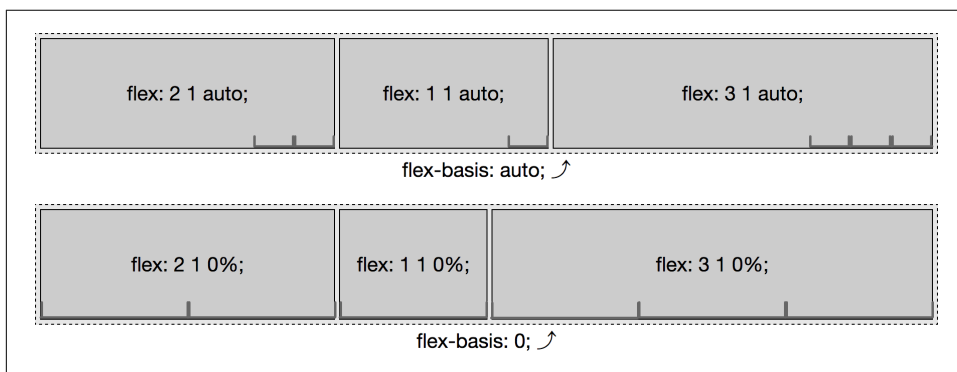 flex: 2 1 auto; flex: 1 1 auto; flex: 3 1 auto;
flex-basis: auto; ⤴
flex: 2 1 0%; flex: 1 1 0%; flex: 3 1 0%;
flex-basis: 0; ⤴